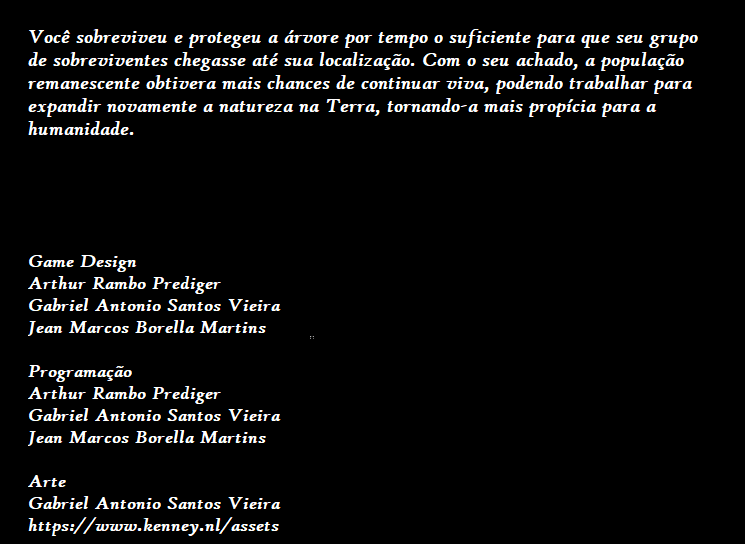 Você sobreviveu e protegeu a árvore por tempo o suficiente para que seu grupo
de sobreviventes chegasse até sua localização. Com o seu achado, a população
remanescente obtivera mais chances de continuar viva, podendo trabalhar para
expandir novamente a natureza na Terra, tornando-a mais propícia para a
humanidade.
Game Design
Arthur Rambo Prediger
Gabriel Antonio Santos Vieira
Jean Marcos Borella Martins
Programação
Arthur Rambo Prediger
Gabriel Antonio Santos Vieira
Jean Marcos Borella Martins
Arte
Gabriel Antonio Santos Vieira
https://www.kenney.nl/assets